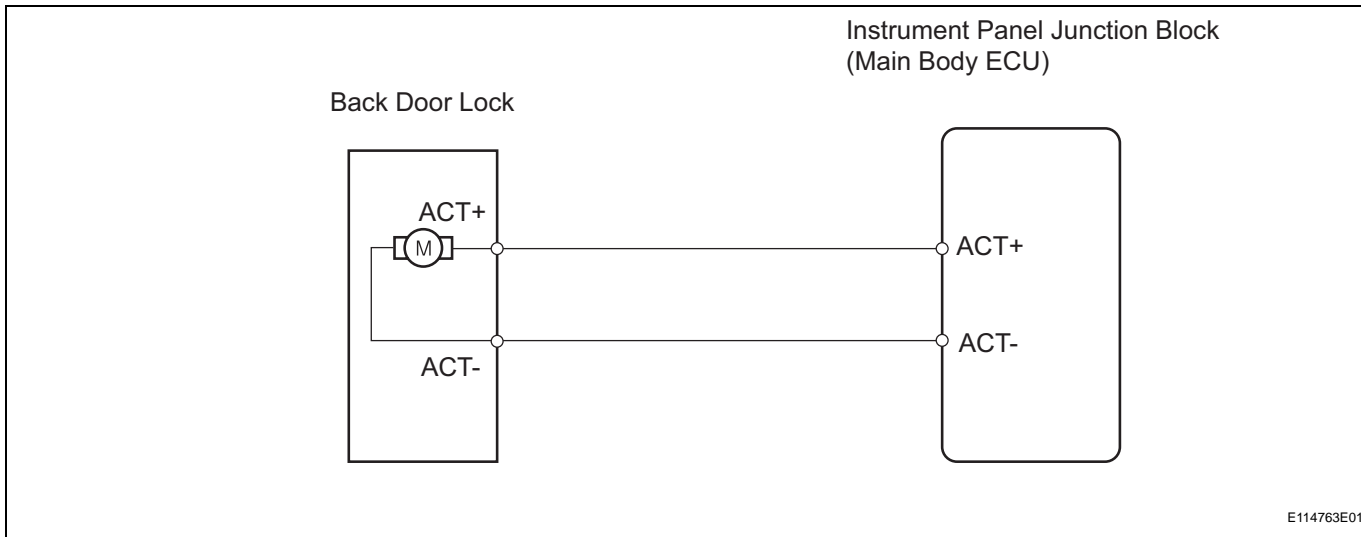 Instrument Panel Junction Block
(Main Body ECU)
Back Door Lock
ACT+
M
ACT+
ACT-
ACT-
E114763E01